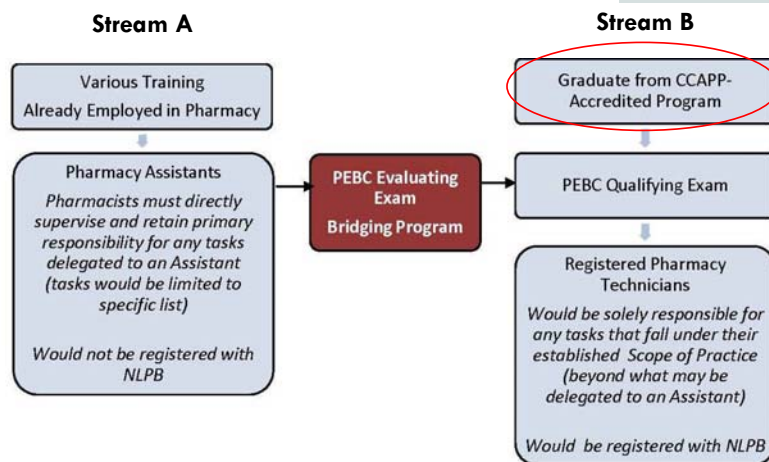 Stream A
Various Training
Already Employed in Pharmacy
Pharmacy Assistants
Pharmacists must directly
supervise and retain primary
responsibility for any tasks
delegated to an Assistant
(tasks would be limited to
specific list)
Would not be registered with
NLPB
PEBC Evaluating
Exam
Bridging Program
Stream B
Graduate from CCAPP-
Accredited Program
PEBC Qualifying Exam
Registered Pharmacy
Technicians
Would be solely responsible for
any tasks that fall under their
established Scope of Practice
(beyond what may be
delegated to an Assistant)
Would be registered with NLPB